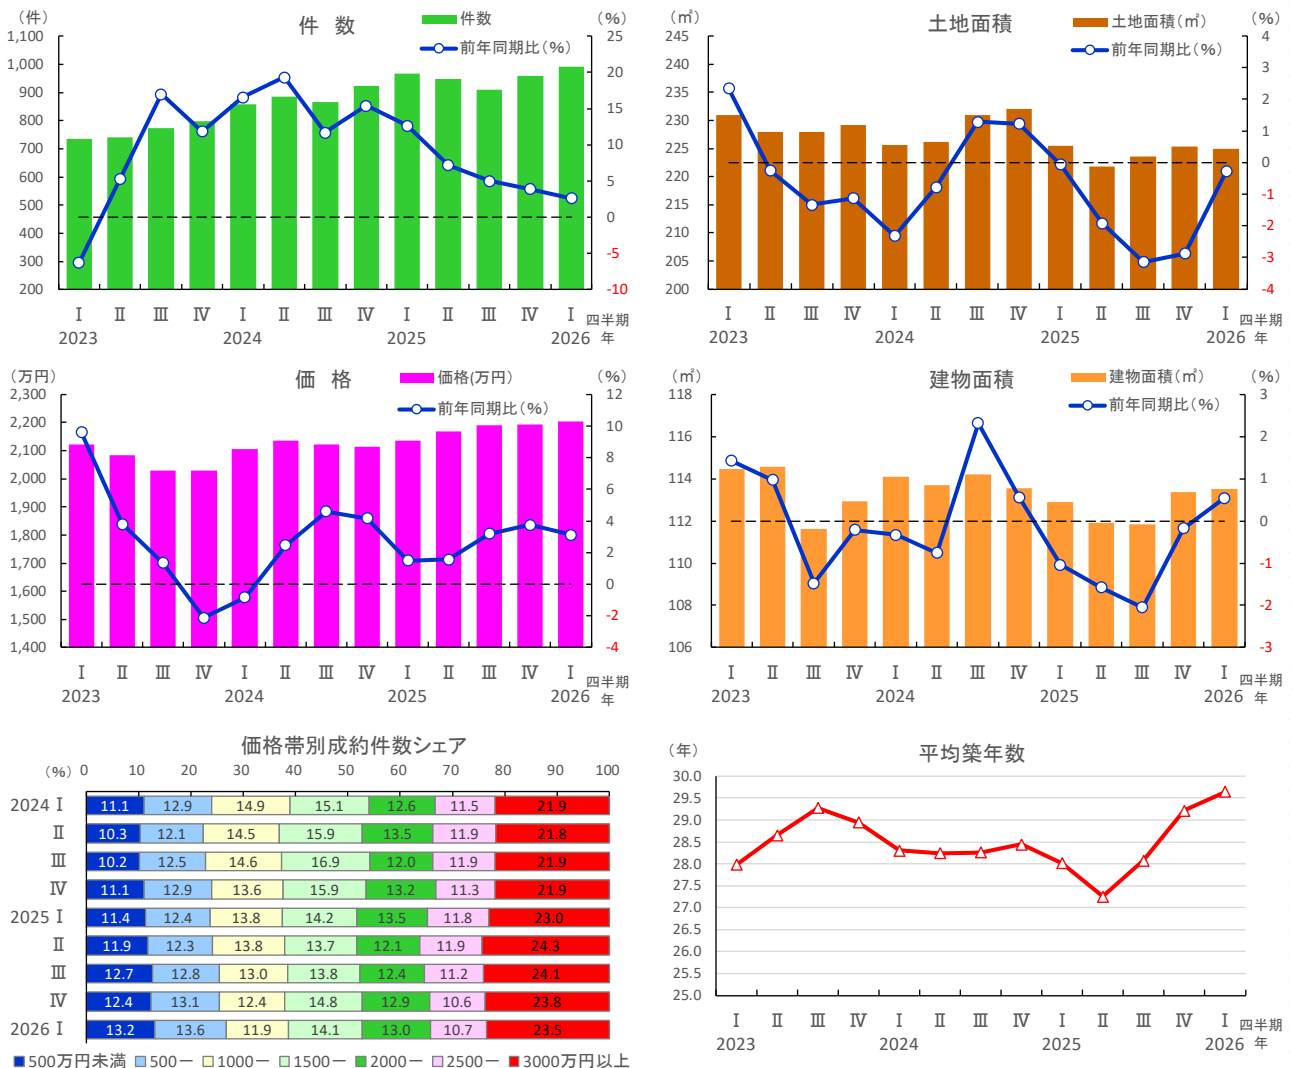 件 数
(件)
(%)
件数
前年同期比(%)
1,100
1,000
900
800
700
600
500
400
300
200
25
20
15
10
5
0
-5
-10
Ⅰ Ⅱ Ⅲ Ⅳ Ⅰ Ⅱ Ⅲ Ⅳ Ⅰ Ⅱ Ⅲ Ⅳ Ⅰ 四半期
2023 2024 2025 2026 年
土地面積
(㎡)
(%)
土地面積(㎡)
前年同期比(%)
245
240
235
230
225
220
215
210
205
200
4
3
2
1
0
-1
-2
-3
-4
Ⅰ Ⅱ Ⅲ Ⅳ Ⅰ Ⅱ Ⅲ Ⅳ Ⅰ Ⅱ Ⅲ Ⅳ Ⅰ 四半期
2023 2024 2025 2026 年
価 格
(万円)
(%)
価格(万円)
前年同期比(%)
2,300
2,200
2,100
2,000
1,900
1,800
1,700
1,600
1,500
1,400
12
10
8
6
4
2
0
-2
-4
Ⅰ Ⅱ Ⅲ Ⅳ Ⅰ Ⅱ Ⅲ Ⅳ Ⅰ Ⅱ Ⅲ Ⅳ Ⅰ 四半期
2023 2024 2025 2026 年
建物面積
(㎡)
(%)
建物面積(㎡)
前年同期比(%)
118
116
114
112
110
108
106
3
2
1
0
-1
-2
-3
Ⅰ Ⅱ Ⅲ Ⅳ Ⅰ Ⅱ Ⅲ Ⅳ Ⅰ Ⅱ Ⅲ Ⅳ Ⅰ 四半期
2023 2024 2025 2026 年
価格帯別成約件数シェア
(%) 0 10 20 30 40 50 60 70 80 90 100
2024 Ⅰ 11.1 12.9 14.9 15.1 12.6 11.5 21.9
Ⅱ 10.3 12.1 14.5 15.9 13.5 11.9 21.8
Ⅲ 10.2 12.5 14.6 16.9 12.0 11.9 21.9
Ⅳ 11.1 12.9 13.6 15.9 13.2 11.3 21.9
2025 Ⅰ 11.4 12.4 13.8 14.2 13.5 11.8 23.0
Ⅱ 11.9 12.3 13.8 13.7 12.1 11.9 24.3
Ⅲ 12.7 12.8 13.0 13.8 12.4 11.2 24.1
Ⅳ 12.4 13.1 12.4 14.8 12.9 10.6 23.8
2026 Ⅰ 13.2 13.6 11.9 14.1 13.0 10.7 23.5
500万円未満 500ー 1000ー 1500ー 2000ー 2500ー 3000万円以上
平均築年数
(年)
30.0
29.5
29.0
28.5
28.0
27.5
27.0
26.5
26.0
25.5
25.0
Ⅰ Ⅱ Ⅲ Ⅳ Ⅰ Ⅱ Ⅲ Ⅳ Ⅰ Ⅱ Ⅲ Ⅳ Ⅰ 四半期
2023 2024 2025 2026 年